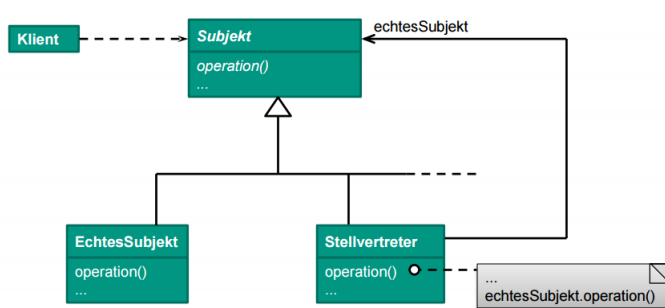 echtesSubjekt
Klient
Subjekt
operation()
...
EchtesSubjekt
operation()
...
Stellvertreter
operation()
...
...
echtesSubjekt.operation()